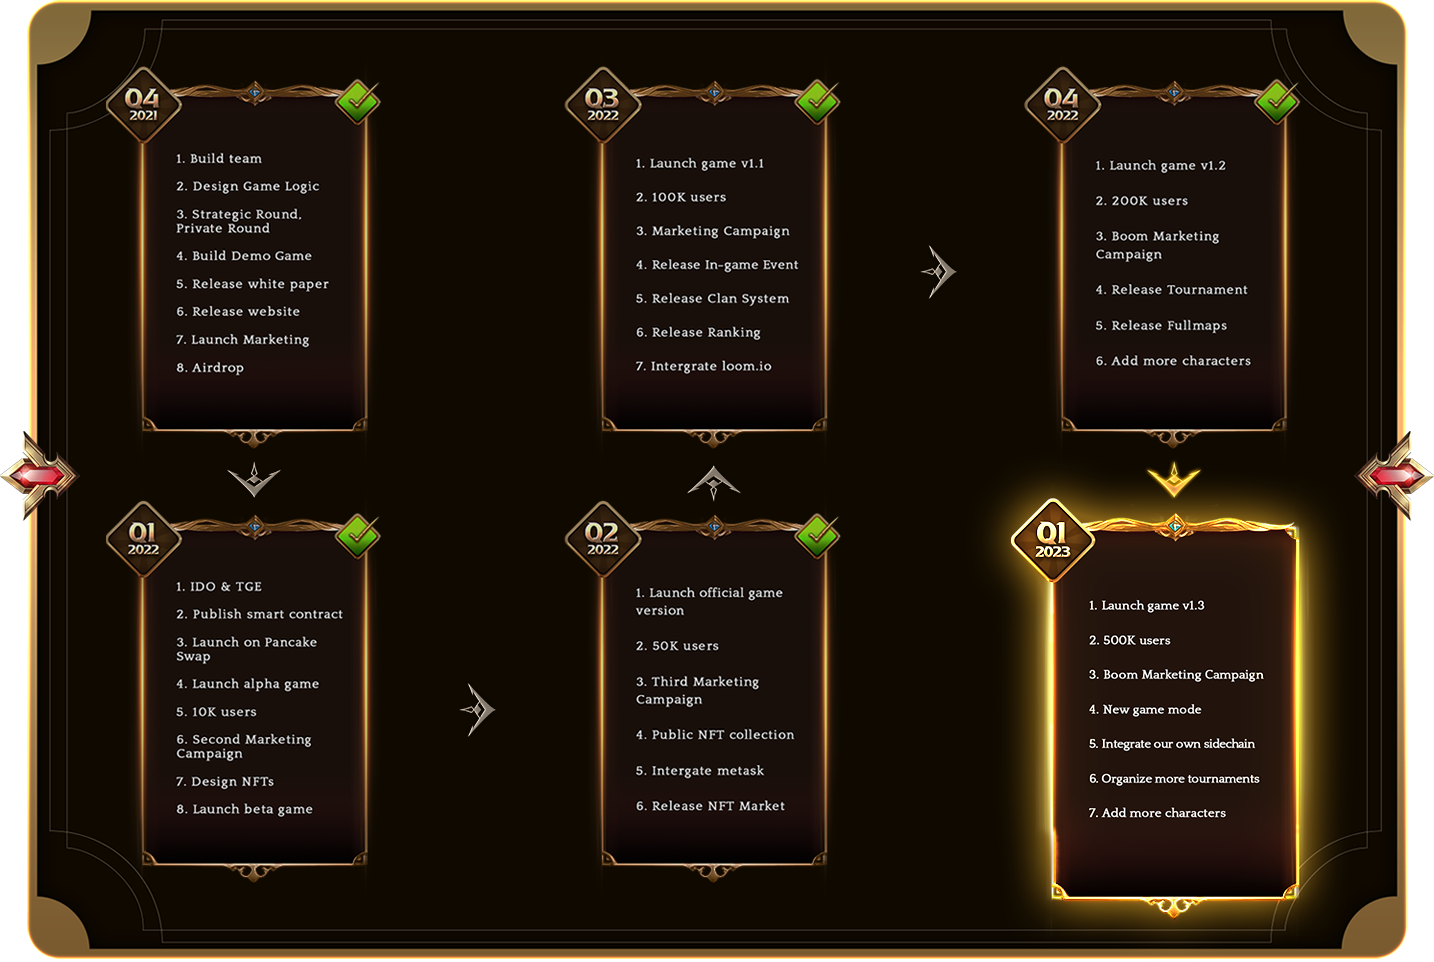 Q4
2021
1. Build team
2. Design Game Logic
3. Strategic Round,
Private Round
4. Build Demo Game
5. Release white paper
6. Release website
7. Launch Marketing
8. Airdrop
Q1
2022
1. IDO & TGE
2. Publish smart contract
3. Launch on Pancake
Swap
4. Launch alpha game
5. 10K users
6. Second Marketing
Campaign
7. Design NFTs
8. Launch beta game
Q2
2022
1. Launch official game
version
2. 50K users
3. Third Marketing
Campaign
4. Public NFT collection
5. Intergate metask
6. Release NFT Market
Q3
2022
1. Launch game v1.1
2. 100K users
3. Marketing Campaign
4. Release In-game Event
5. Release Clan System
6. Release Ranking
7. Intergrate loom.io
Q4
2022
1. Launch game v1.2
2. 200K users
3. Boom Marketing
Campaign
4. Release Tournament
5. Release Fullmaps
6. Add more characters
Q1
2023
1. Launch game v1.3
2. 500K users
3. Boom Marketing Campaign
4. New game mode
5. Integrate our own sidechain
6. Organize more tournaments
7. Add more characters